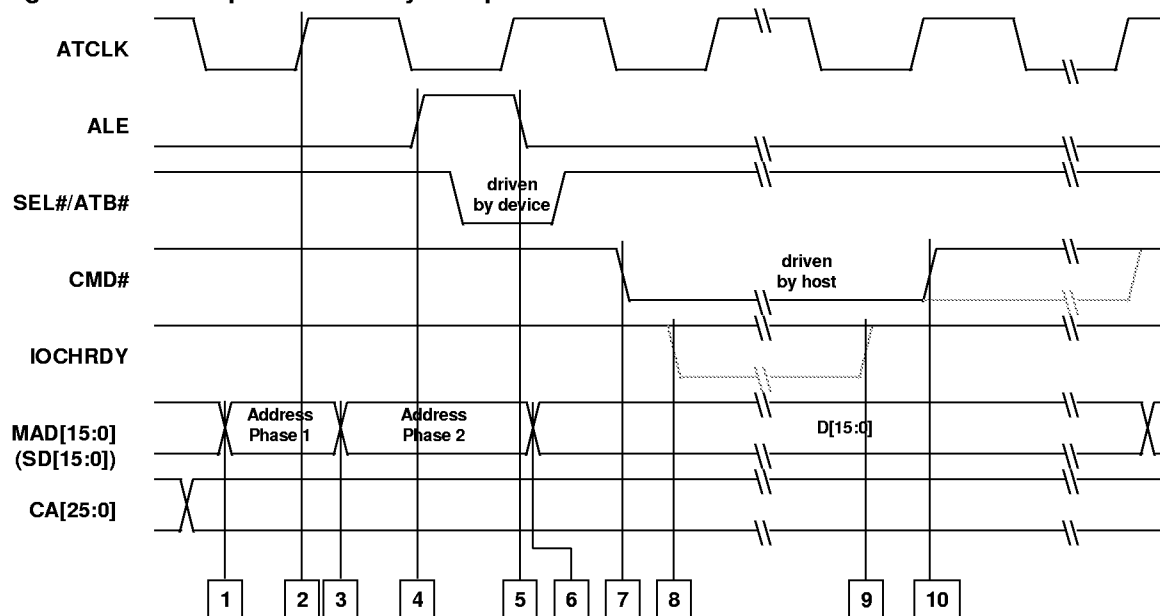 ATCLK
ALE
SEL#/ATB#
driven
by device
CMD#
driven
by host
IOCHRDY
MAD[15:0]
(SD[15:0])
Address
Phase 1
Address
Phase 2
D[15:0]
CA[25:0]
1
2
3
4
5
6
7
8
9
10